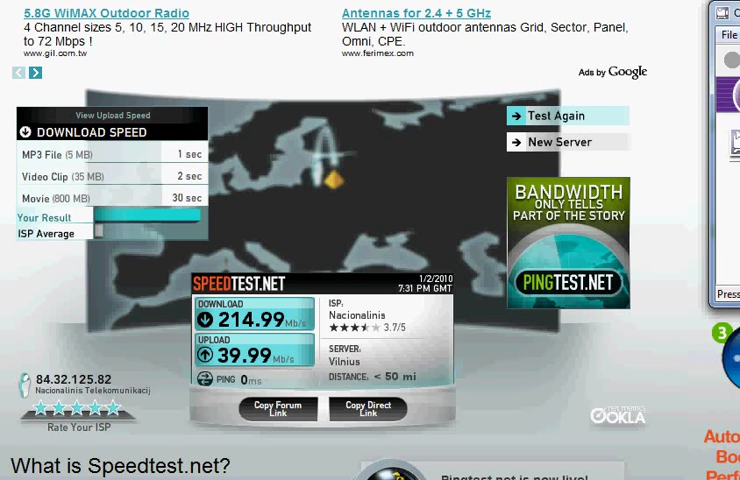 5.8G WiMAX Outdoor Radio
4 Channel sizes 5, 10, 15, 20 MHz HIGH Throughput
to 72 Mbps !
www.gil.com.tw
Antennas for 2.4 + 5 GHz
WLAN + WiFi outdoor antennas Grid, Sector, Panel,
Omni, CPE.
www.ferimex.com
Ads by Google
View Upload Speed
DOWNLOAD SPEED
MP3 File (5 MB) 1 sec
Video Clip (35 MB) 2 sec
Movie (800 MB) 30 sec
Your Result
ISP Average
Test Again
New Server
BANDWIDTH
ONLY TELLS
PART OF THE STORY
PINGTEST.NET
SPEEDTEST.NET
1/2/2010
7:31 PM GMT
DOWNLOAD
214.99 Mb/s
UPLOAD
39.99 Mb/s
PING 0ms
ISP:
Nacionalinis
3.7/5
SERVER:
Vilnius
DISTANCE: < 50 mi
Copy Forum
Link
Copy Direct
Link
84.32.125.82
Nacionalinis Telekomunikacij
Rate Your ISP
OOKLA
What is Speedtest.net?
Pingtest.net is now live!
File
Press
3
Auto
Boo
Perf